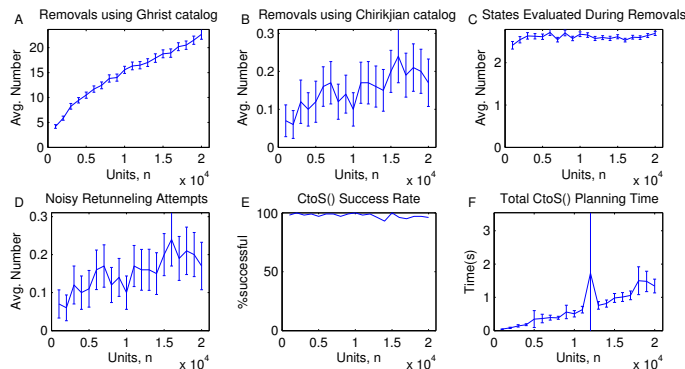 A Removals using Ghrist catalog
Avg. Number
20
15
10
5
0
0 0.5 1 1.5 2
Units, n
x 10^4
B Removals using Chirikjian catalog
Avg. Number
0.3
0.2
0.1
0
0 0.5 1 1.5 2
Units, n
x 10^4
C States Evaluated During Removals
Avg. Number
2
0
0 0.5 1 1.5 2
Units, n
x 10^4
D Noisy Retunneling Attempts
Avg. Number
0.3
0.2
0.1
0
0 0.5 1 1.5 2
Units, n
x 10^4
E CtoS() Success Rate
%successful
100
50
0
0 0.5 1 1.5 2
Units, n
x 10^4
F Total CtoS() Planning Time
Time(s)
3
2
1
0
0 0.5 1 1.5 2
Units, n
x 10^4